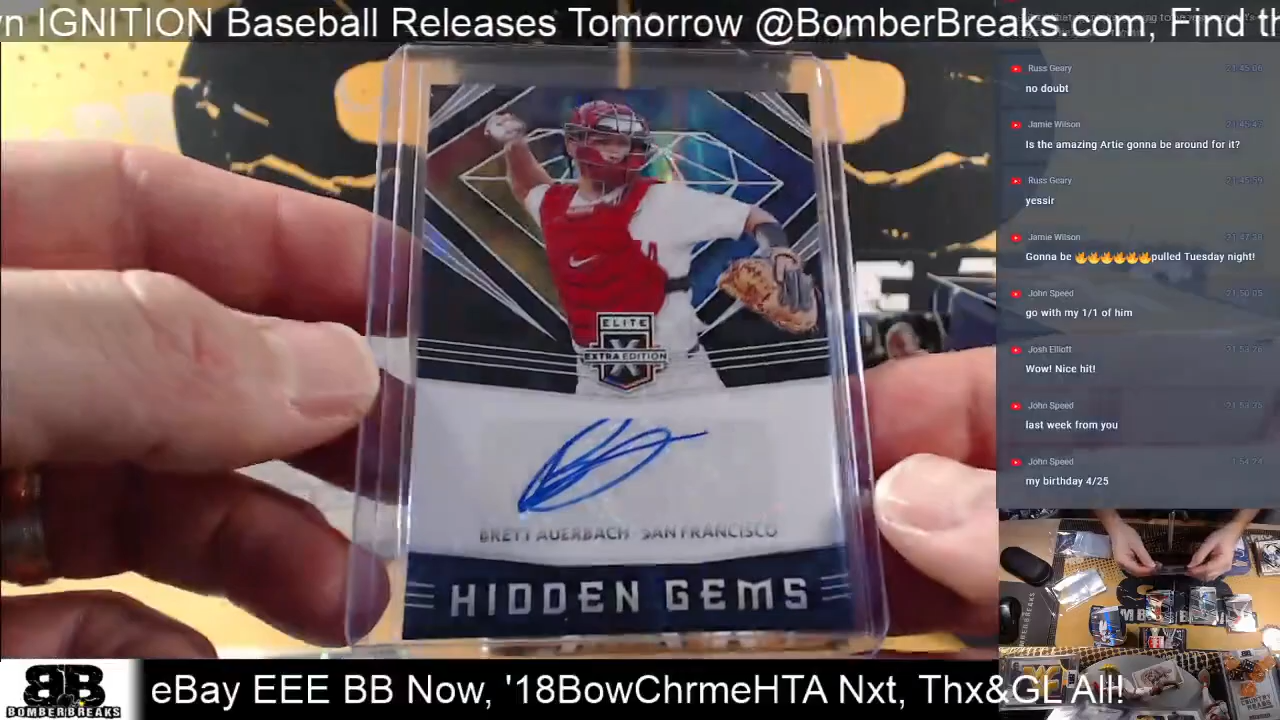 n IGNITION Baseball Releases Tomorrow @BomberBreaks.com, Find th
Russ Geary 21:45:08
no doubt
Jamie Wilson
Is the amazing Artie gonna be around for it?
Russ Geary
yessir
Jamie Wilson
Gonna be 🔥🔥🔥🔥🔥🔥pulled Tuesday night!
John Speed
go with my 1/1 of him
Josh Elliott
Wow! Nice hit!
John Speed
last week from you
John Speed
my birthday 4/25
ELITE
EXTRA EDITION
X
BRETT AUERBACH - SAN FRANCISCO
HIDDEN GEMS
BB
BOMBERBREAKS
eBay EEE BB Now, '18BowChrmeHTA Nxt, Thx&GL All!